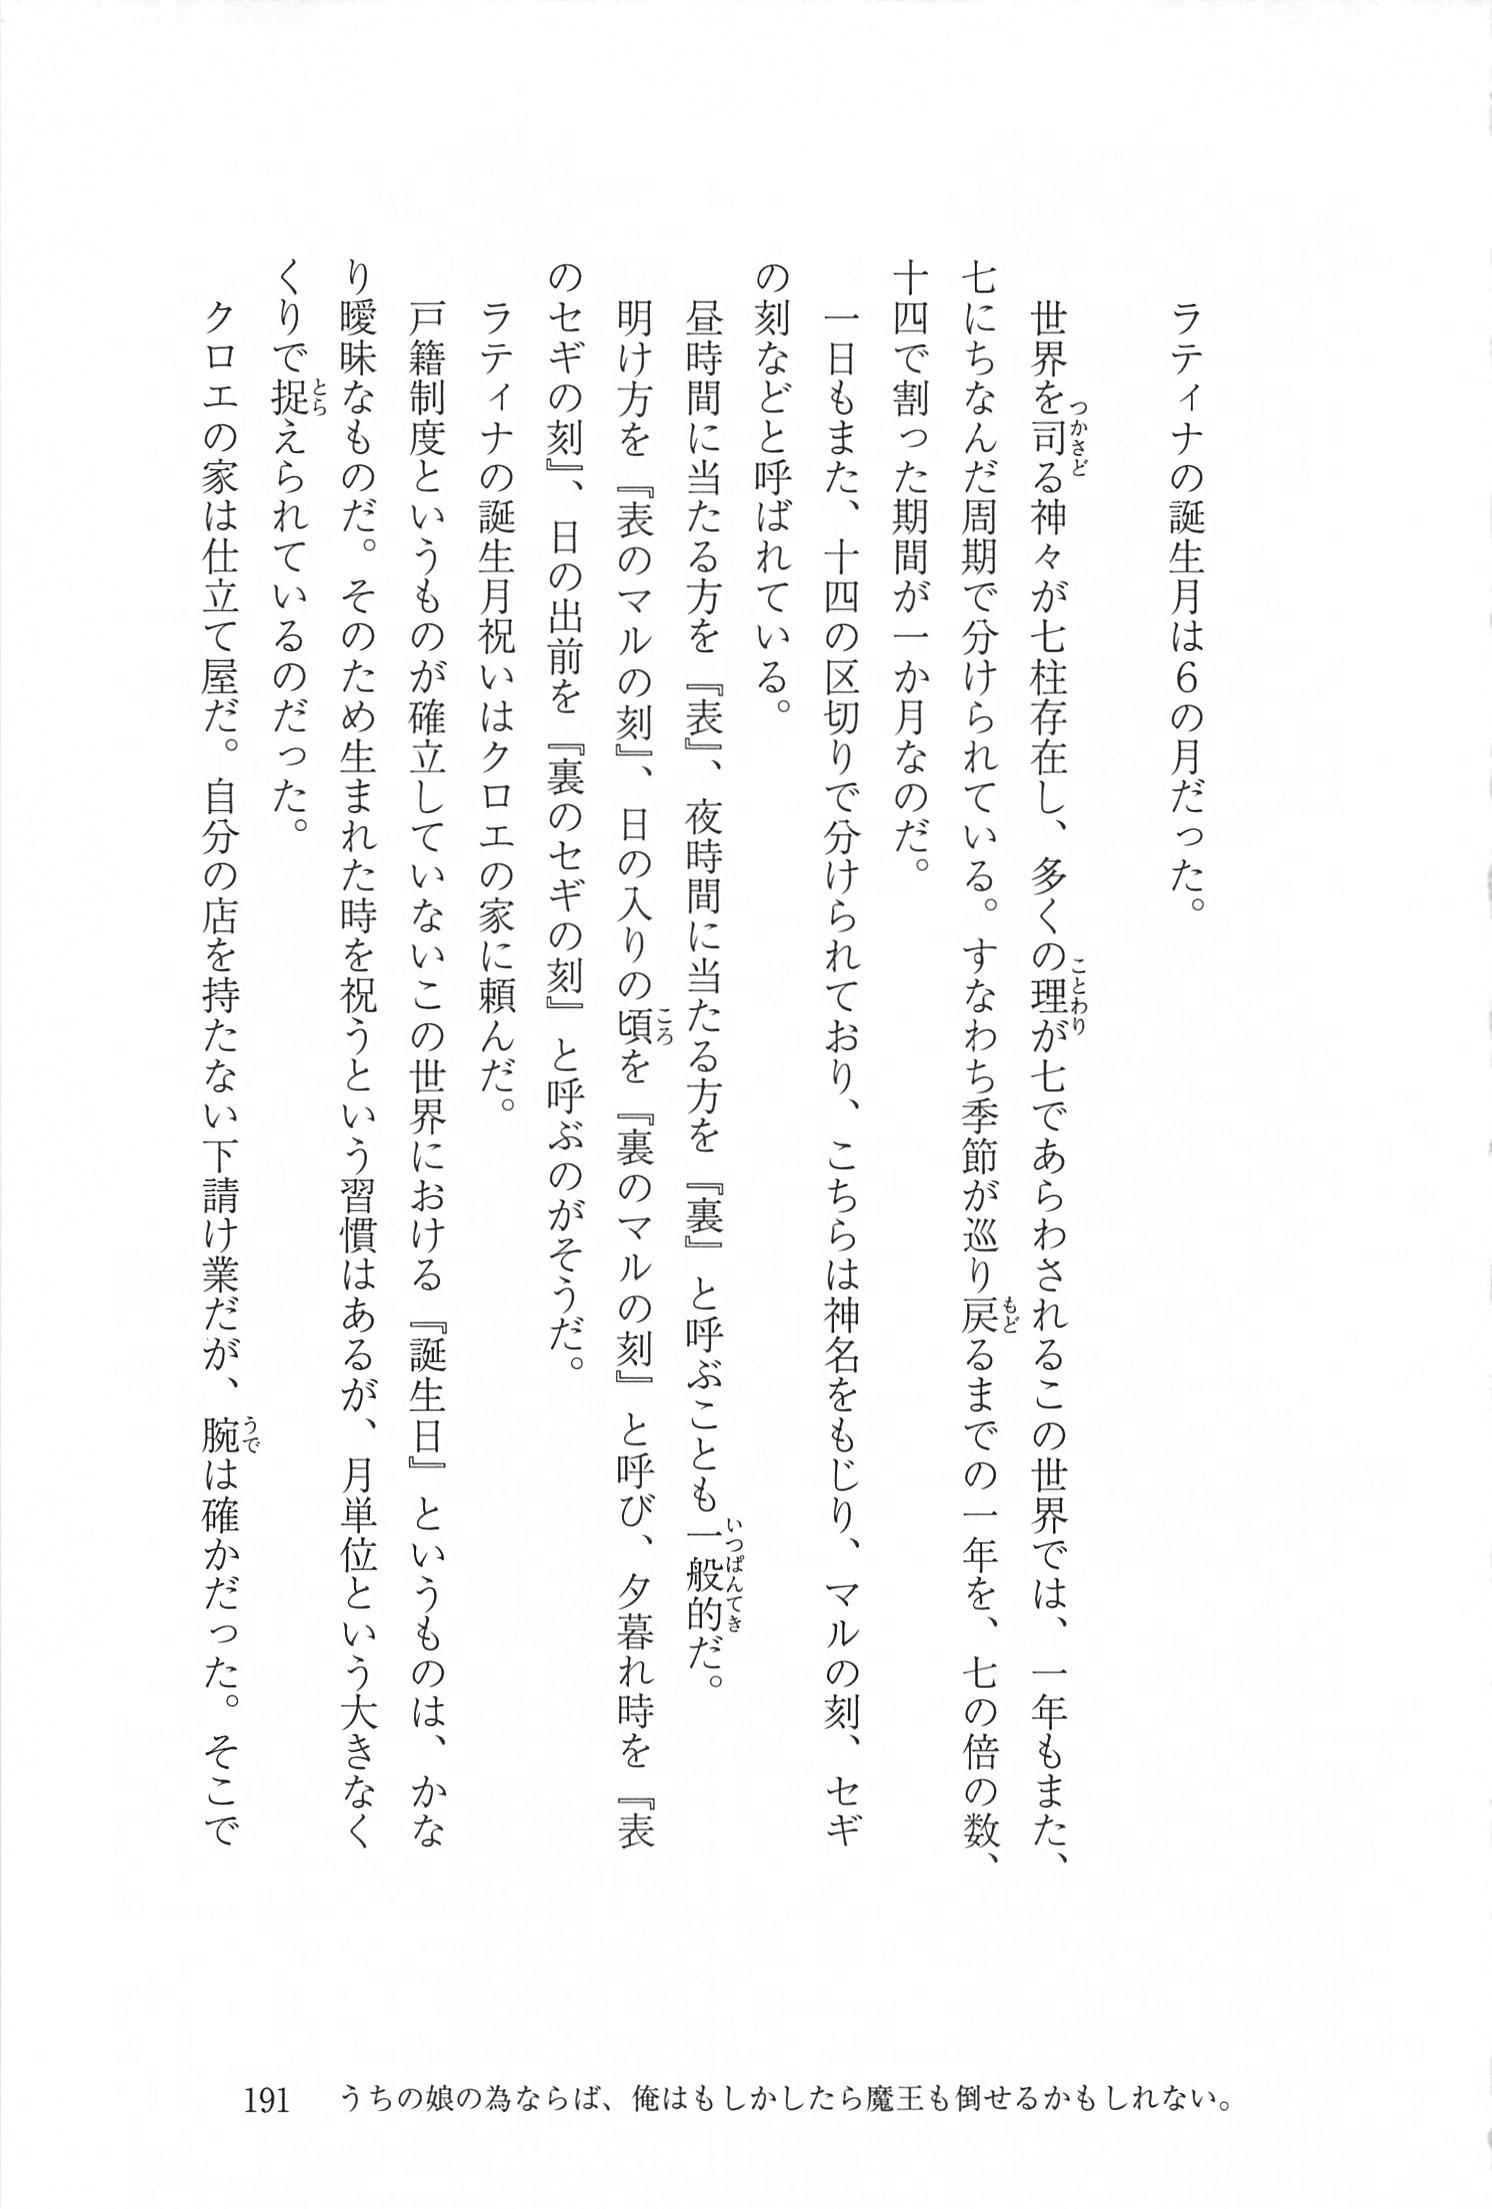 ラティナの誕生月は6の月だった。
世界を司る神々が七柱存在し、多くの理が七であらわされるこの世界では、一年もまた、
七にちなんだ周期で分けられている。すなわち季節が巡り戻るまでの一年を、七の倍の数、
十四で割った期間が一か月なのだ。
一日もまた、十四の区切りで分けられており、こちらは神名をもじり、マルの刻、セギ
の刻などと呼ばれている。
昼時間に当たる方を『表』、夜時間に当たる方を『裏』と呼ぶことも一般的だ。
明け方を『表のマルの刻』、日の入りの頃を『裏のマルの刻』と呼び、夕暮れ時を『表
のセギの刻』、日の出前を『裏のセギの刻』と呼ぶのがそうだ。
ラティナの誕生月祝いはクロエの家に頼んだ。
戸籍制度というものが確立していないこの世界における『誕生日』というものは、かな
り曖昧なものだ。そのため生まれた時を祝うという習慣はあるが、月単位という大きなく
くりで捉えられているのだった。
クロエの家は仕立て屋だ。自分の店を持たない下請け業だが、腕は確かだった。そこで
191 うちの娘の為ならば、俺はもしかしたら魔王も倒せるかもしれない。